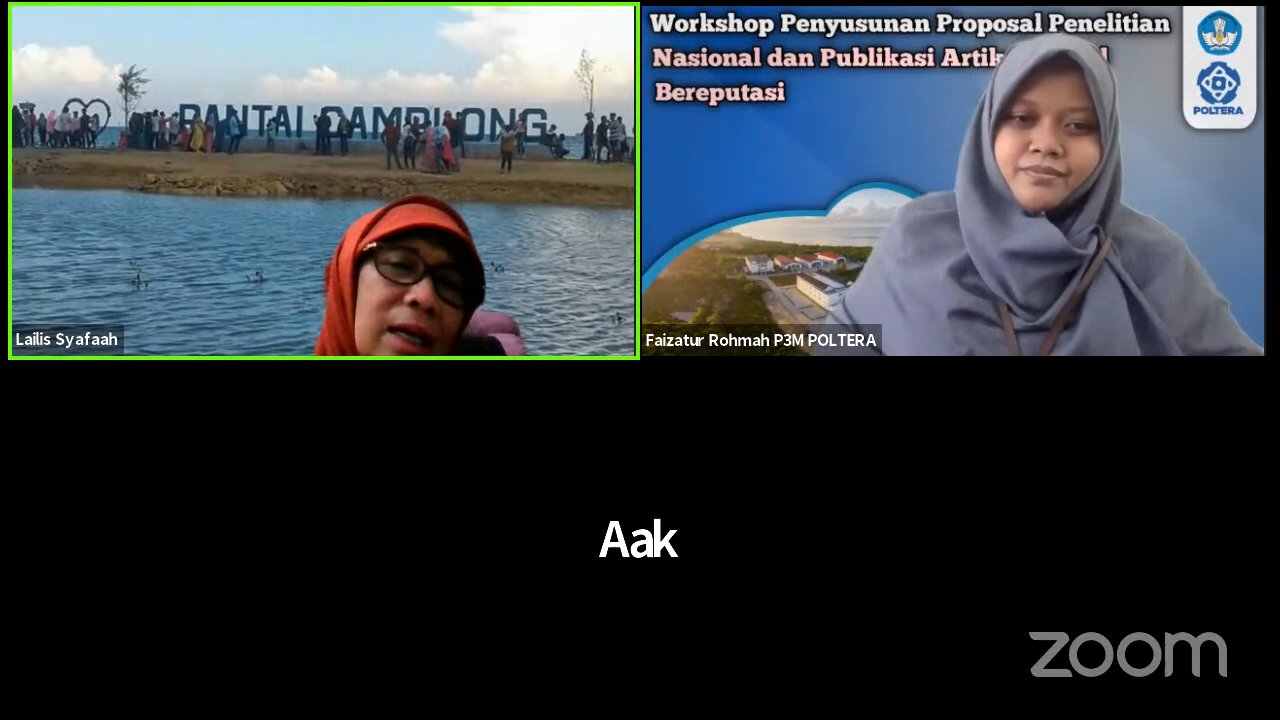 PANTAI CAMPLONG
Workshop Penyusunan Proposal Penelitian
Nasional dan Publikasi
Bereputasi
POLTERA
Lailis Syafaah
Faizatur Rohmah P3M POLTERA
Aak
zoom